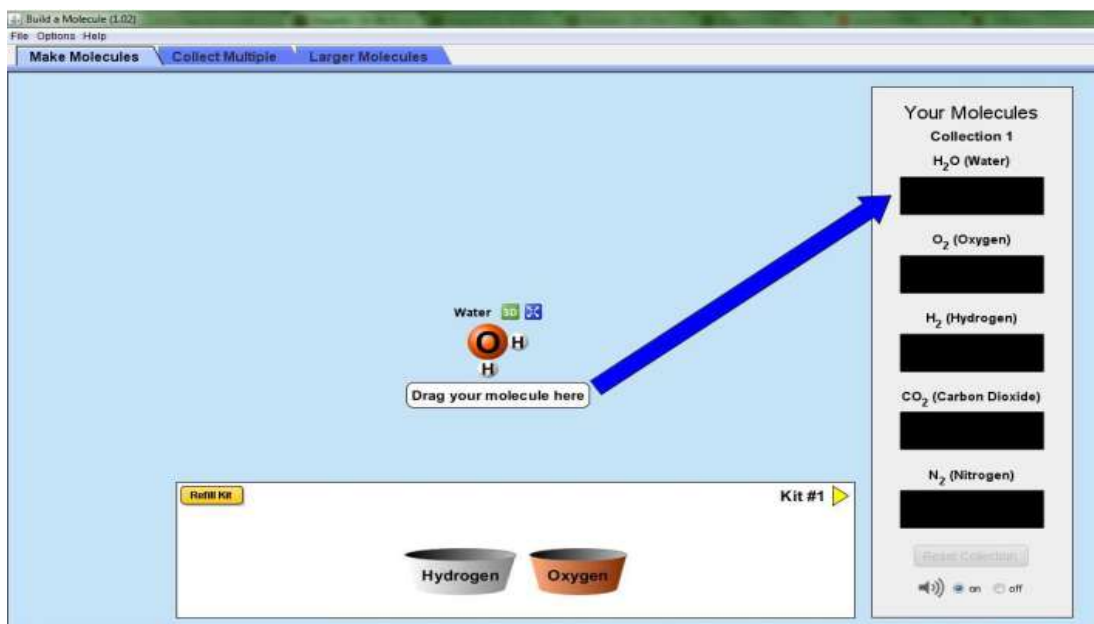 Build a Molecule (1.02)
File Options Help
Make Molecules Collect Multiple Larger Molecules
Your Molecules
Collection 1
H₂O (Water)
O₂ (Oxygen)
H₂ (Hydrogen)
CO₂ (Carbon Dioxide)
N₂ (Nitrogen)
Reset Collection
on off
Water 3D
O H
H
Drag your molecule here
Refill Kit
Kit #1
Hydrogen Oxygen